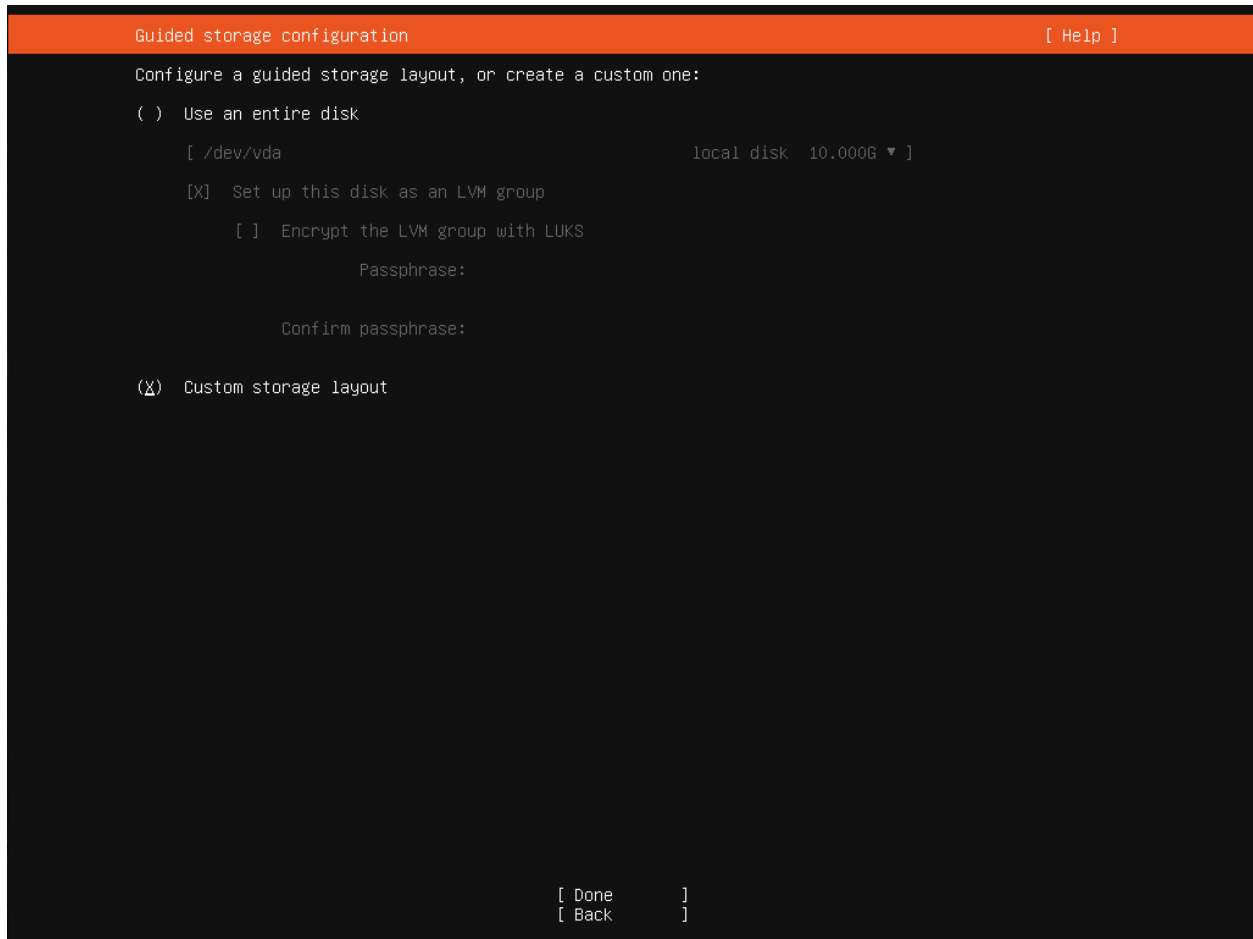 Guided storage configuration [ Help ]
Configure a guided storage layout, or create a custom one:
( ) Use an entire disk
[ /dev/vda local disk 10.000G ▾ ]
[X] Set up this disk as an LVM group
[ ] Encrypt the LVM group with LUKS
Passphrase:
Confirm passphrase:
(X) Custom storage layout
[ Done ]
[ Back ]